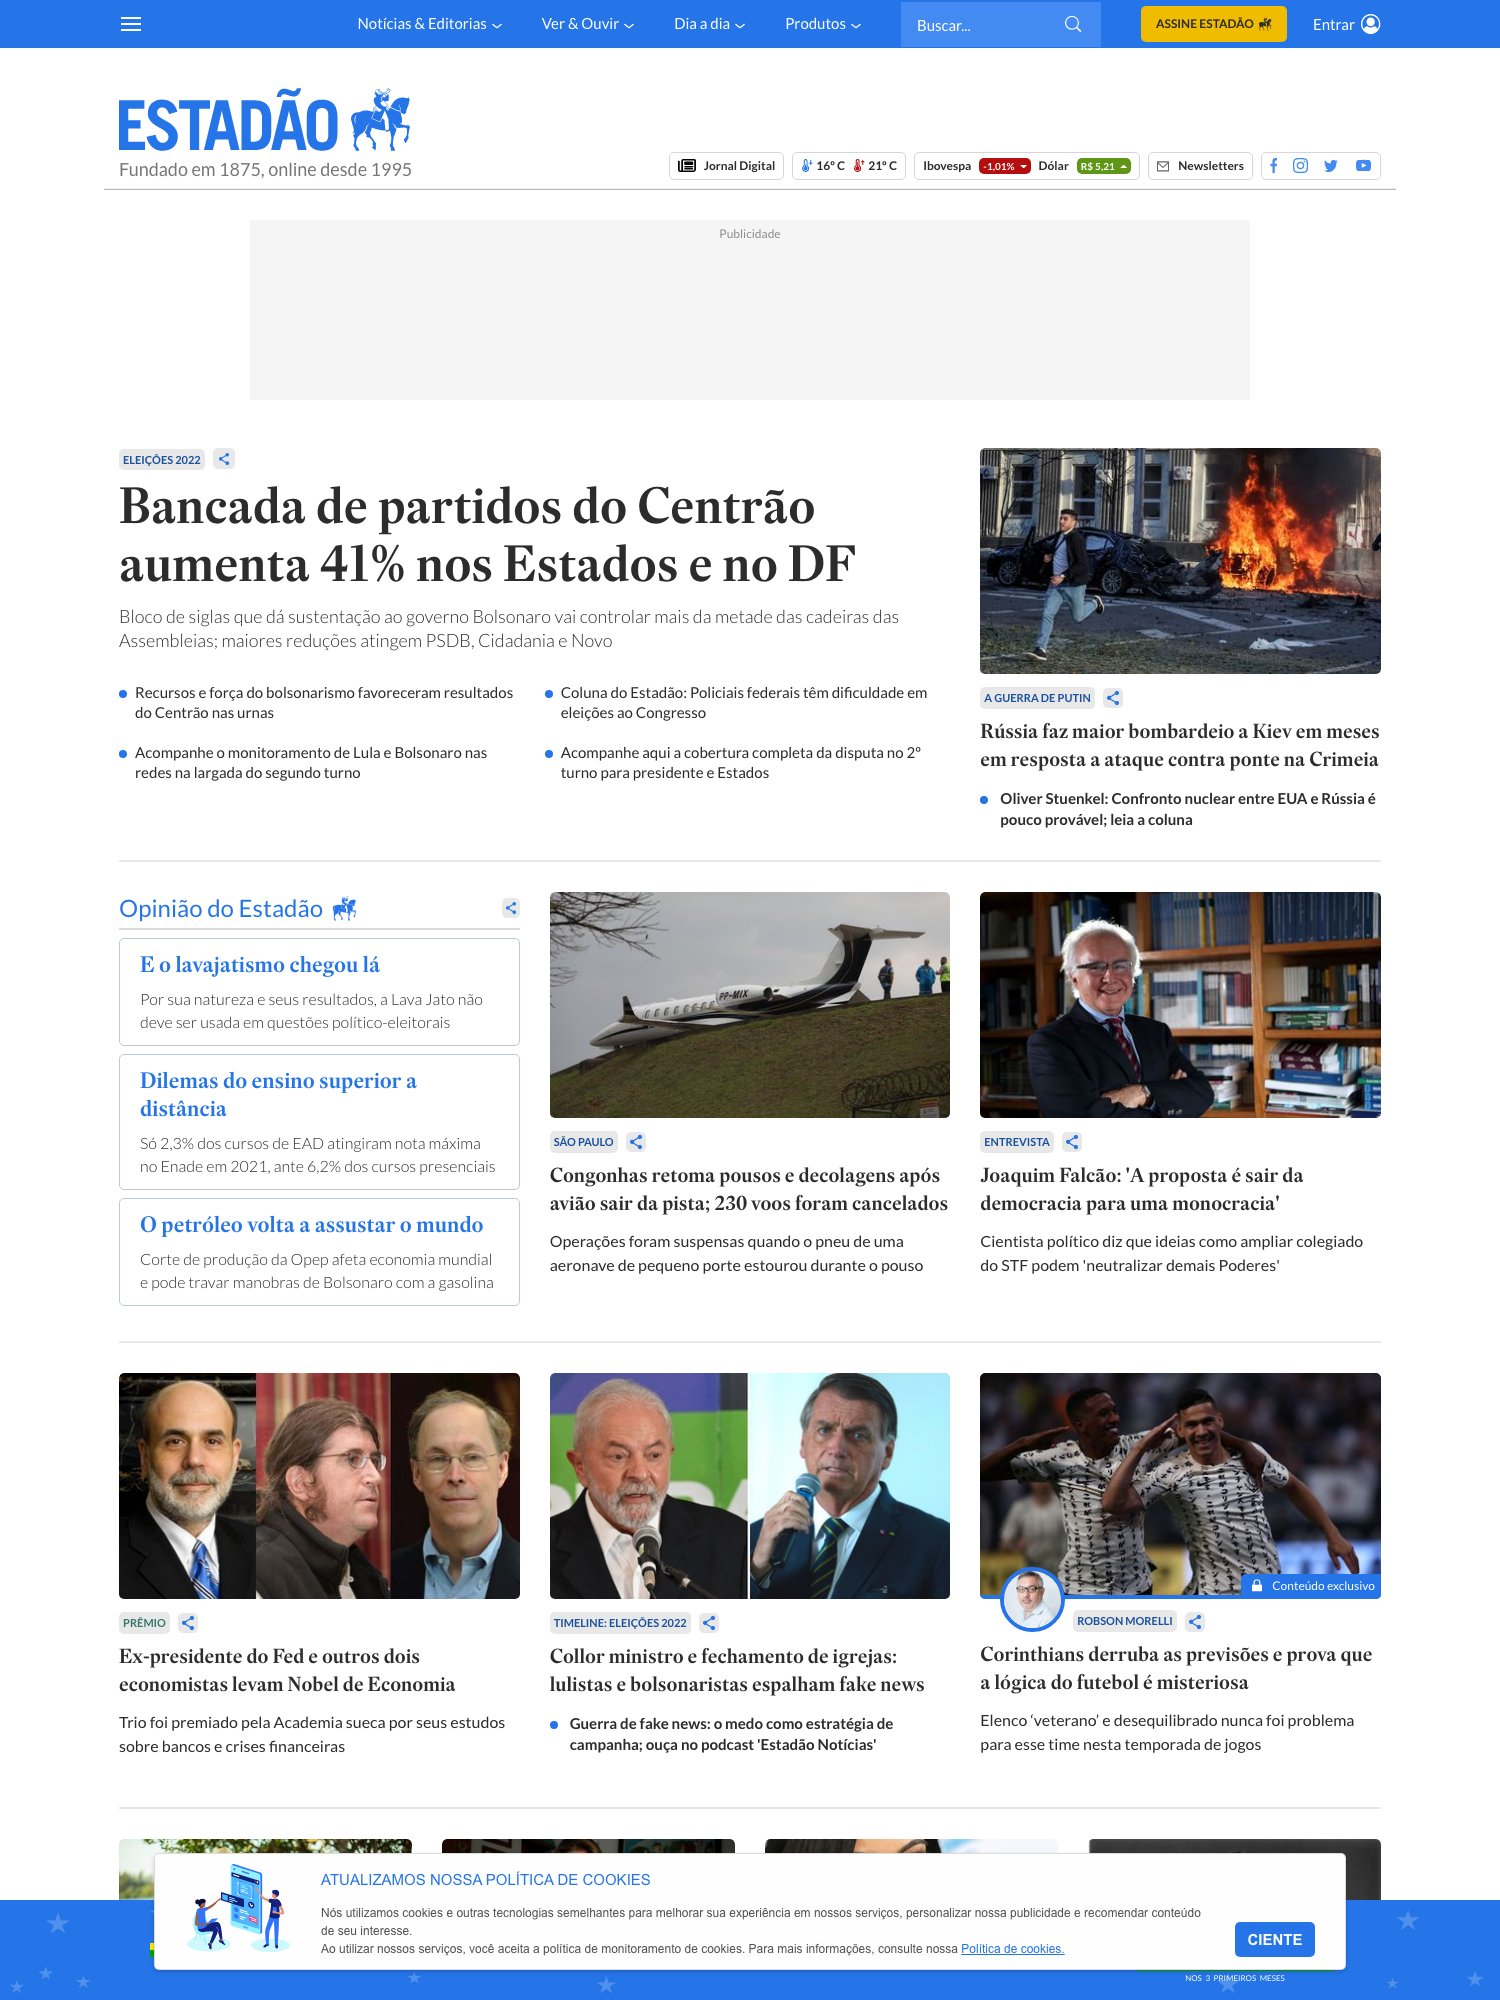 Notícias & Editorias
Ver & Ouvir
Dia a dia
Produtos
Buscar...
ASSINE ESTADÃO
Entrar
ESTADÃO
Fundado em 1875, online desde 1995
Jornal Digital
16º C 21º C
Ibovespa -1,01% Dólar R$ 5,21
Newsletters
Publicidade
ELEIÇÕES 2022
Bancada de partidos do Centrão
aumenta 41% nos Estados e no DF
Bloco de siglas que dá sustentação ao governo Bolsonaro vai controlar mais da metade das cadeiras das
Assembleias; maiores reduções atingem PSDB, Cidadania e Novo
Recursos e força do bolsonarismo favoreceram resultados
do Centrão nas urnas
Coluna do Estadão: Policiais federais têm dificuldade em
eleições ao Congresso
Acompanhe o monitoramento de Lula e Bolsonaro nas
redes na largada do segundo turno
Acompanhe aqui a cobertura completa da disputa no 2º
turno para presidente e Estados
A GUERRA DE PUTIN
Rússia faz maior bombardeio a Kiev em meses
em resposta a ataque contra ponte na Crimeia
Oliver Stuenkel: Confronto nuclear entre EUA e Rússia é
pouco provável; leia a coluna
Opinião do Estadão
E o lavajatismo chegou lá
Por sua natureza e seus resultados, a Lava Jato não
deve ser usada em questões político-eleitorais
Dilemas do ensino superior a
distância
Só 2,3% dos cursos de EAD atingiram nota máxima
no Enade em 2021, ante 6,2% dos cursos presenciais
O petróleo volta a assustar o mundo
Corte de produção da Opep afeta economia mundial
e pode travar manobras de Bolsonaro com a gasolina
PP-MIX
SÃO PAULO
Congonhas retoma pousos e decolagens após
avião sair da pista; 230 voos foram cancelados
Operações foram suspensas quando o pneu de uma
aeronave de pequeno porte estourou durante o pouso
ENTREVISTA
Joaquim Falcão: 'A proposta é sair da
democracia para uma monocracia'
Cientista político diz que ideias como ampliar colegiado
do STF podem 'neutralizar demais Poderes'
PRÊMIO
Ex-presidente do Fed e outros dois
economistas levam Nobel de Economia
Trio foi premiado pela Academia sueca por seus estudos
sobre bancos e crises financeiras
TIMELINE: ELEIÇÕES 2022
Collor ministro e fechamento de igrejas:
lulistas e bolsonaristas espalham fake news
Guerra de fake news: o medo como estratégia de
campanha; ouça no podcast 'Estadão Notícias'
Conteúdo exclusivo
ROBSON MORELLI
Corinthians derruba as previsões e prova que
a lógica do futebol é misteriosa
Elenco ‘veterano’ e desequilibrado nunca foi problema
para esse time nesta temporada de jogos
ATUALIZAMOS NOSSA POLÍTICA DE COOKIES
Nós utilizamos cookies e outras tecnologias semelhantes para melhorar sua experiência em nossos serviços, personalizar nossa publicidade e recomendar conteúdo
de seu interesse.
Ao utilizar nossos serviços, você aceita a política de monitoramento de cookies. Para mais informações, consulte nossa Política de cookies.
CIENTE
NOS 3 PRIMEIROS MESES